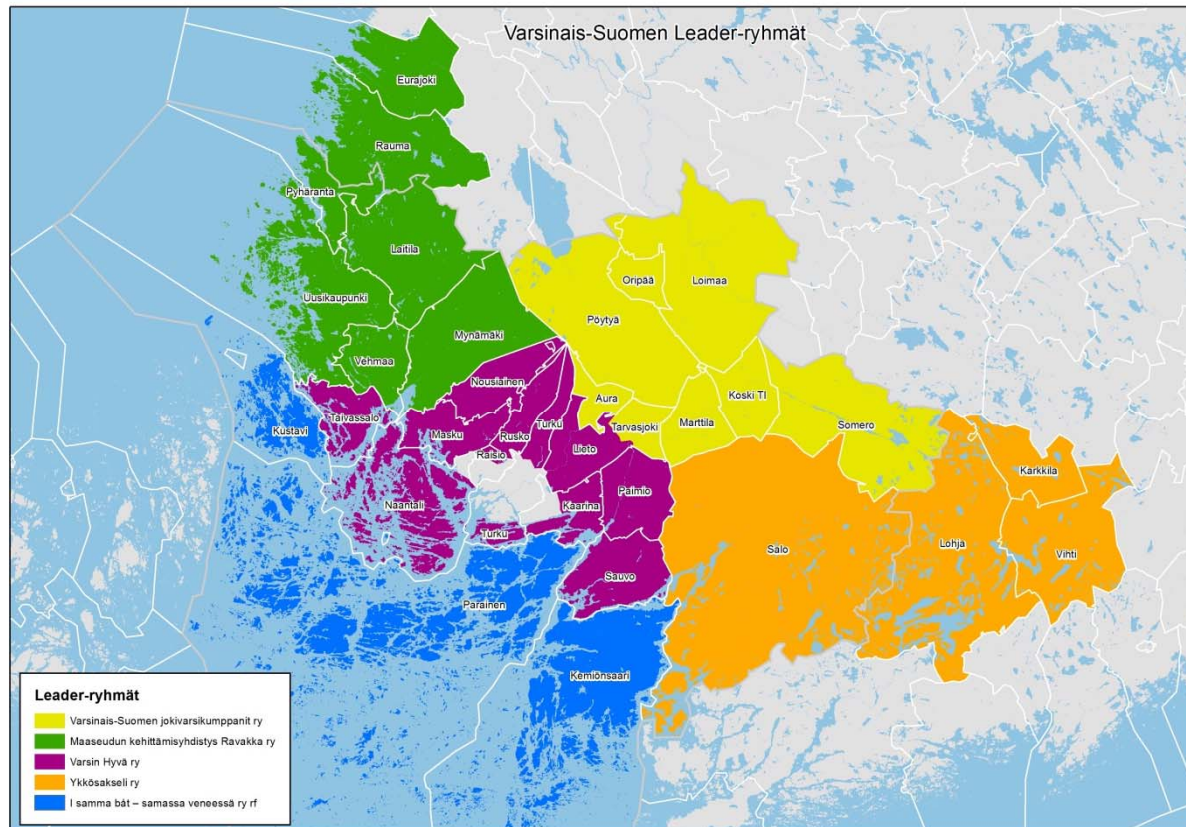 Varsinais-Suomen Leader-ryhmät
Eurajoki
Rauma
Pyhäranta
Laitila
Oripää
Loimaa
Uusikaupunki
Pöytyä
Mynämäki
Vehmaa
Nousiainen
Koski Tl
Aura
Taivassalo
Turku
Tarvasjoki
Marttila
Somero
Kustavi
Masku
Rusko
Lieto
Raisio
Karkkila
Paimio
Naantali
Kaarina
Turku
Salo
Lohja
Vihti
Sauvo
Parainen
Kemiönsaari
Leader-ryhmät
Varsinais-Suomen jokivarsikumppanit ry
Maaseudun kehittämisyhdistys Ravakka ry
Varsin Hyvä ry
Ykkösakseli ry
I samma båt – samassa veneessä ry rf